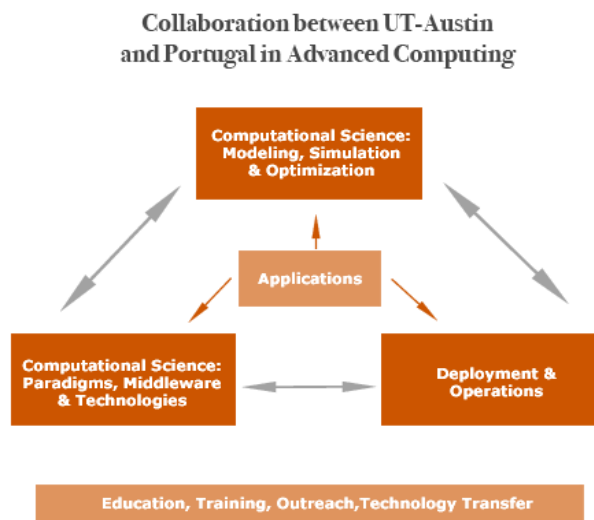 Collaboration between UT-Austin
and Portugal in Advanced Computing
Computational Science:
Modeling, Simulation
& Optimization
Applications
Computational Science:
Paradigms, Middleware
& Technologies
Deployment &
Operations
Education, Training, Outreach,Technology Transfer